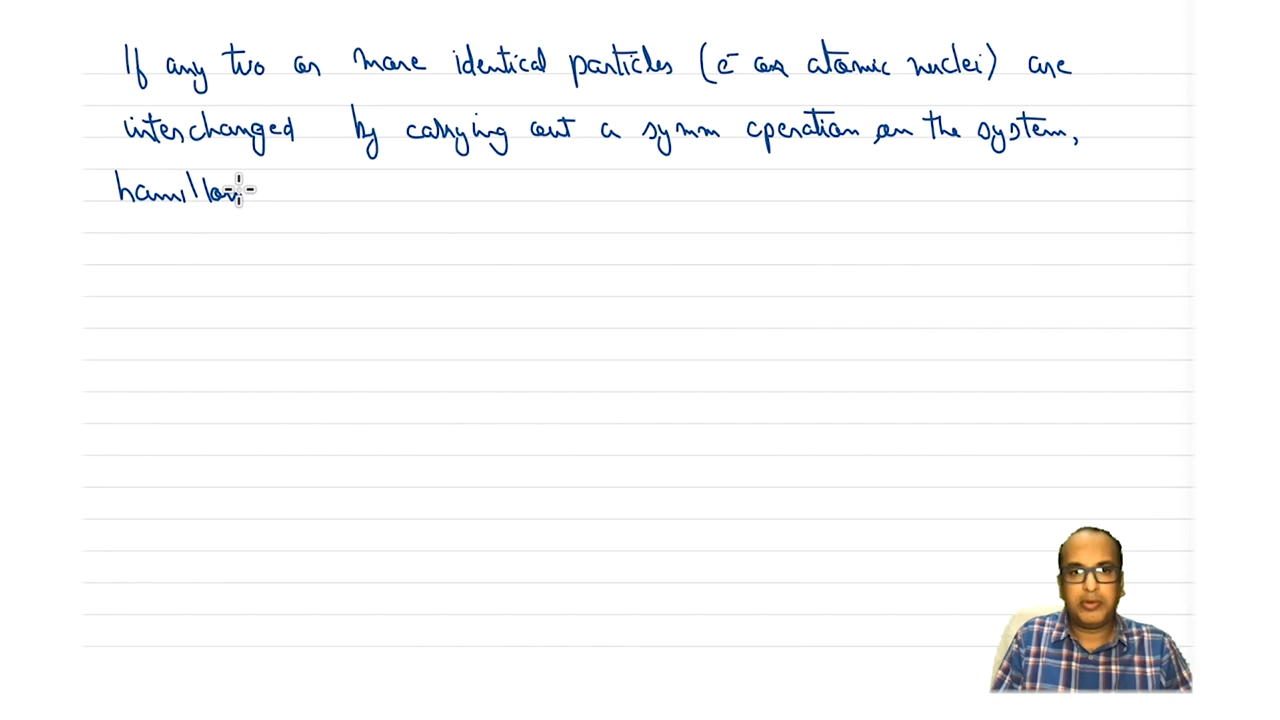 If any two or more identical particles (e⁻ or atomic nuclei) are
interchanged by carrying out a symm operation on the system,
hamilton